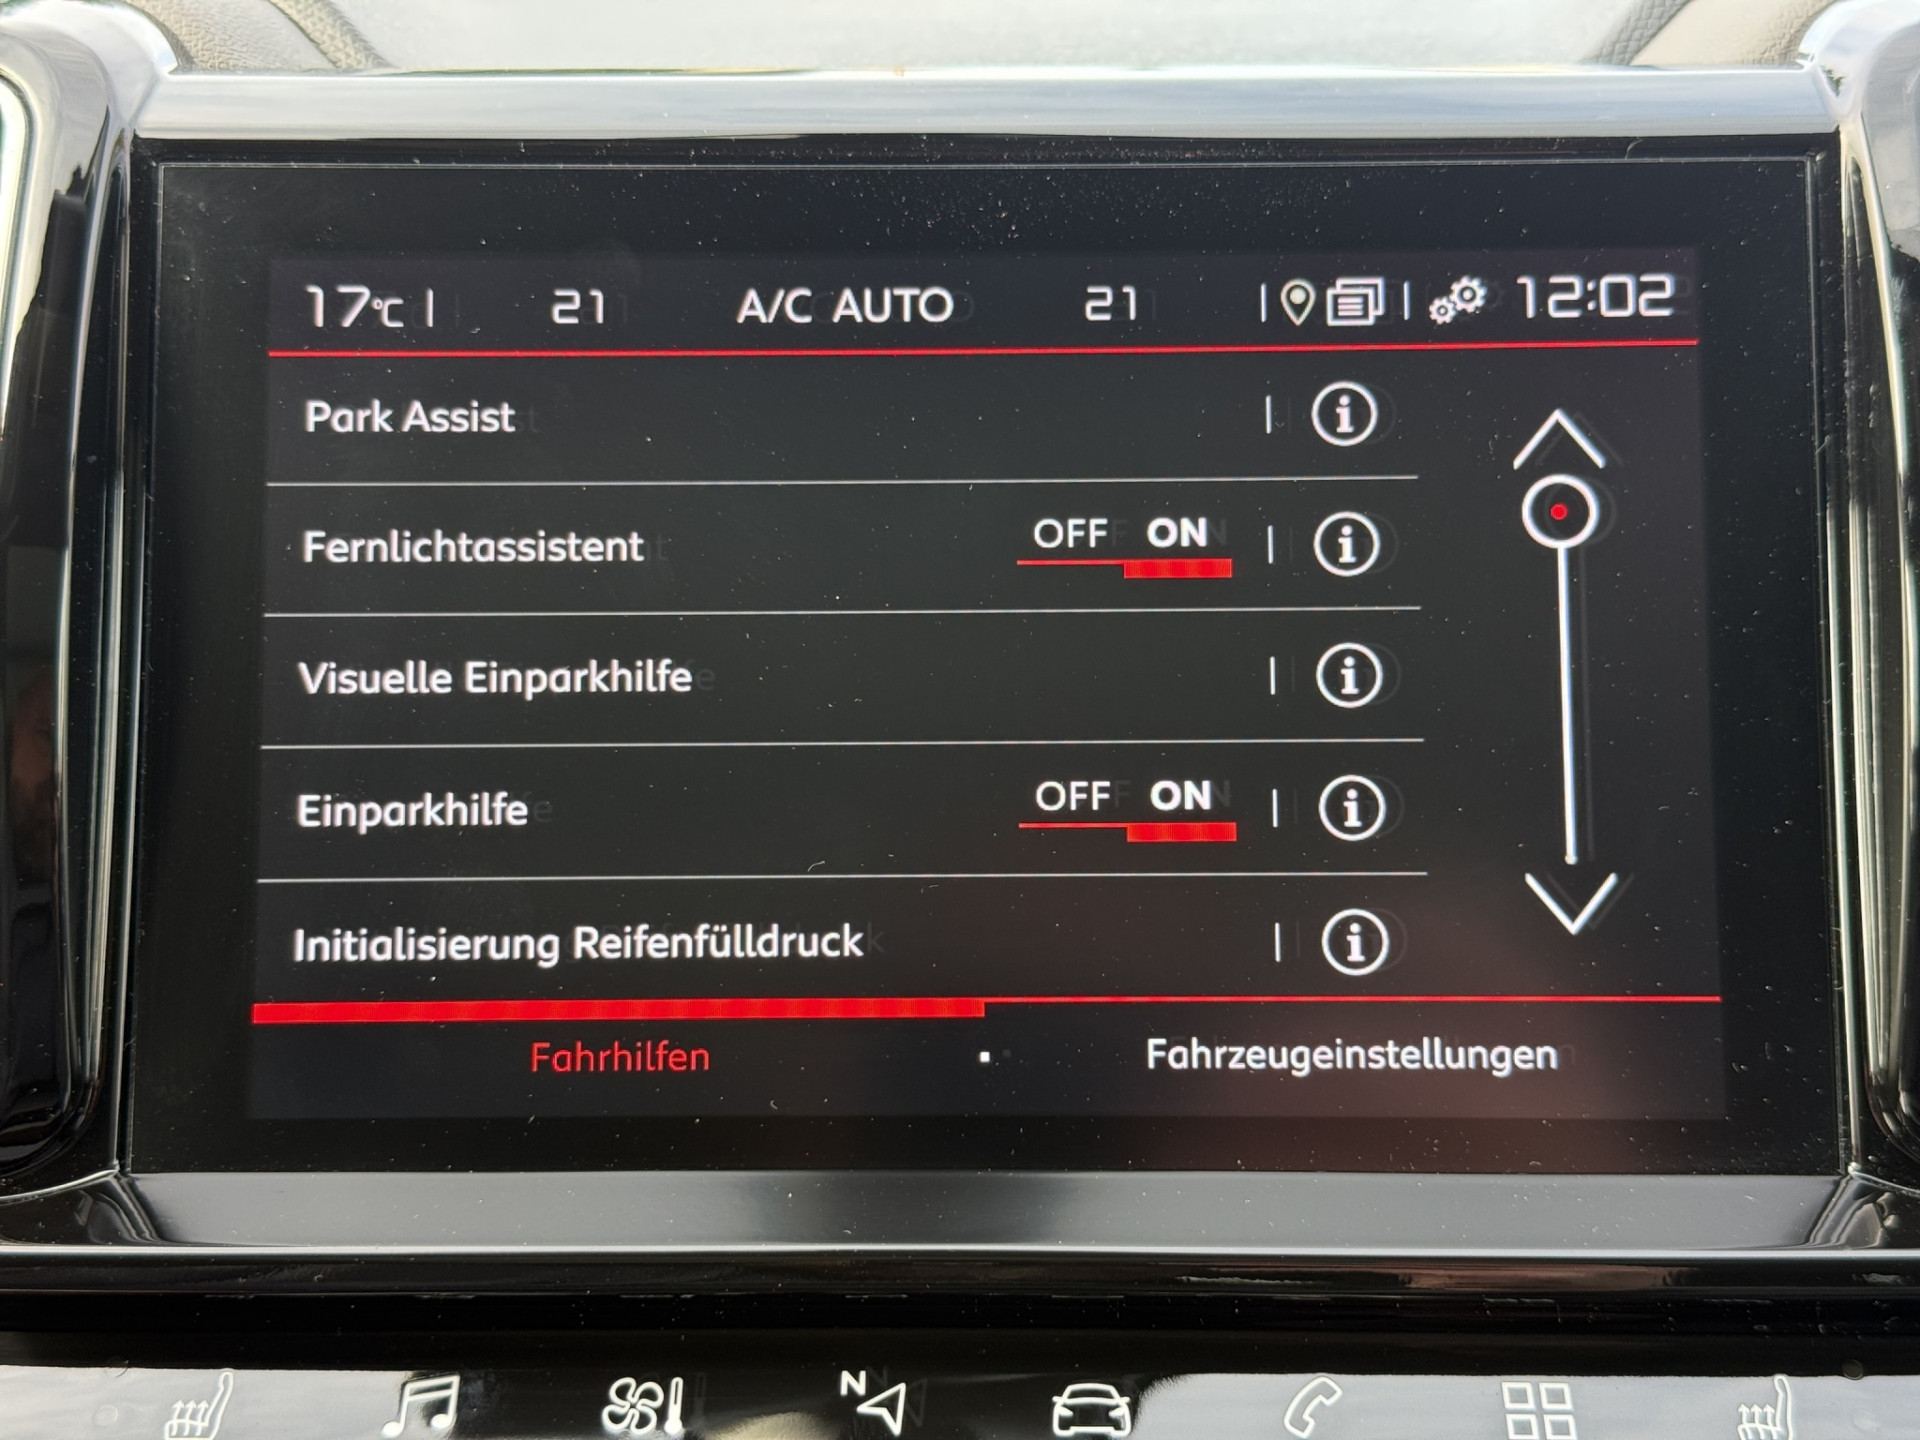 17°C | 21 A/C AUTO 21 12:02
Park Assist
Fernlichtassistent OFF ON
Visuelle Einparkhilfe
Einparkhilfe OFF ON
Initialisierung Reifenfülldruck
Fahrhilfen Fahrzeugeinstellungen
N